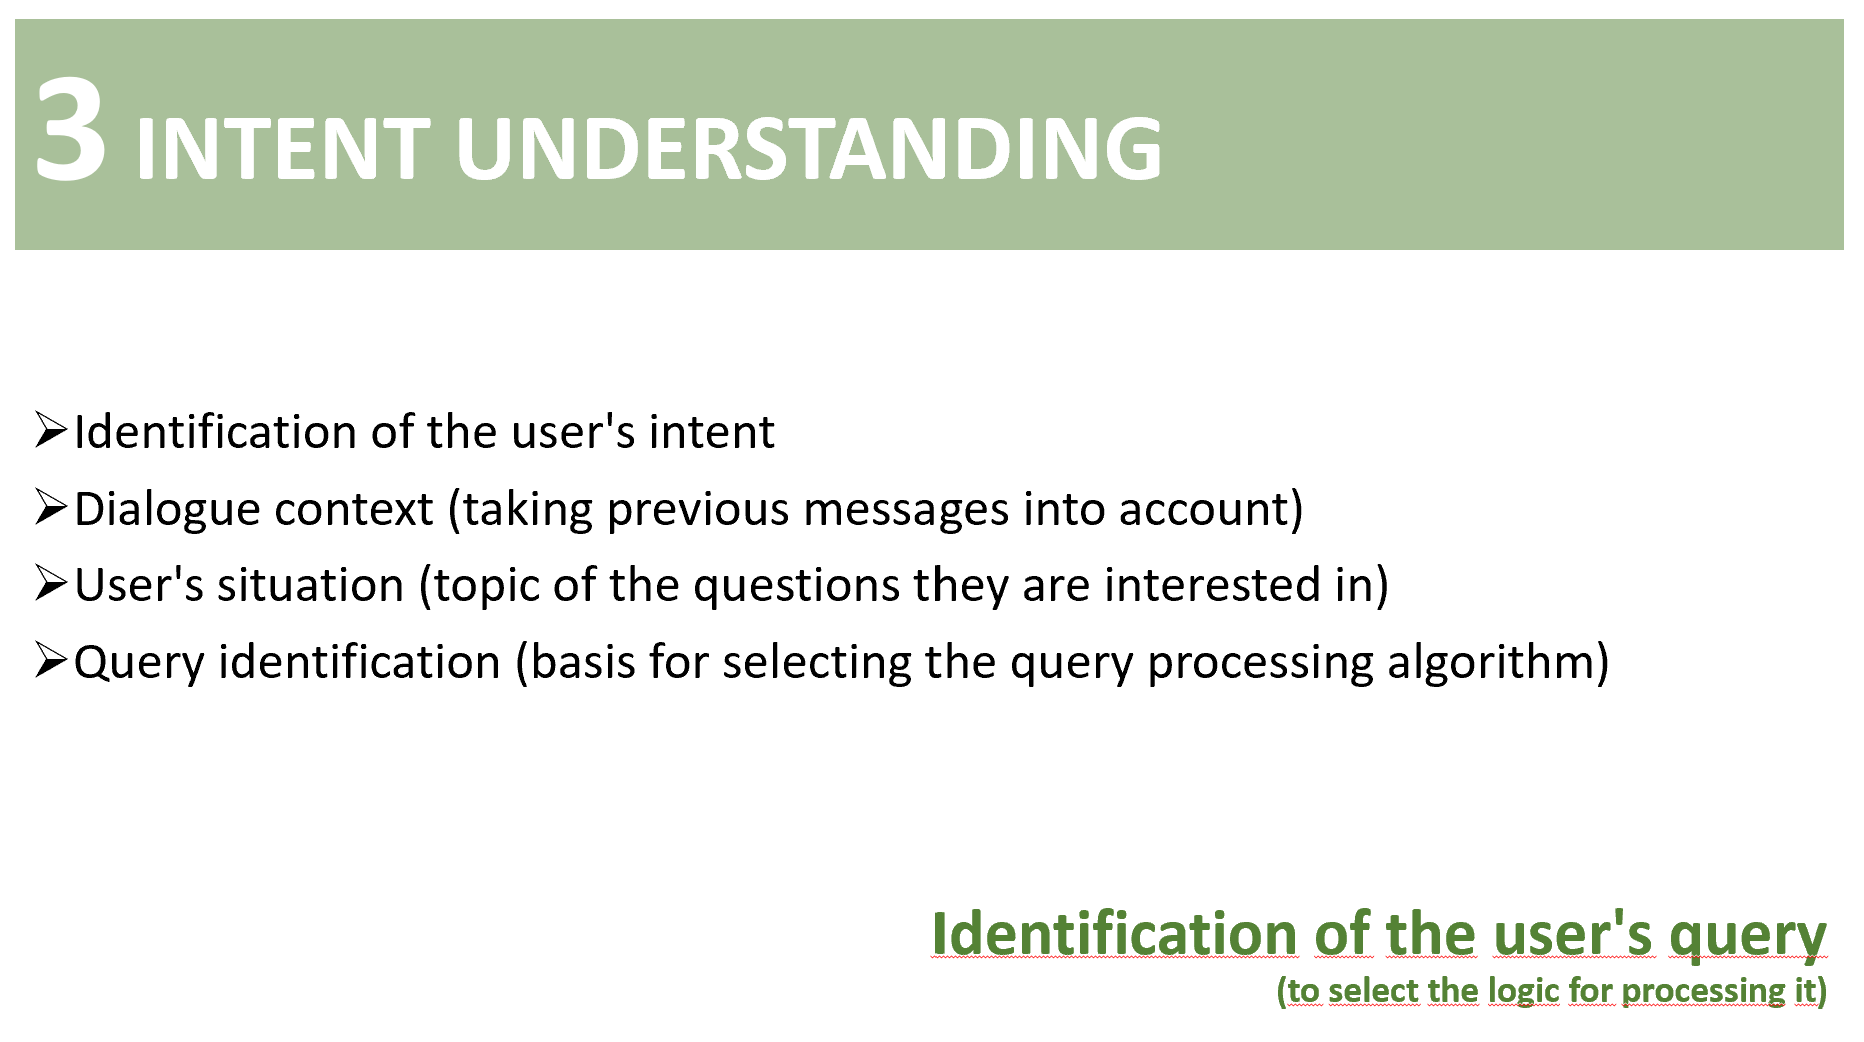 3 INTENT UNDERSTANDING
➢Identification of the user's intent
➢Dialogue context (taking previous messages into account)
➢User's situation (topic of the questions they are interested in)
➢Query identification (basis for selecting the query processing algorithm)
Identification of the user's query
(to select the logic for processing it)